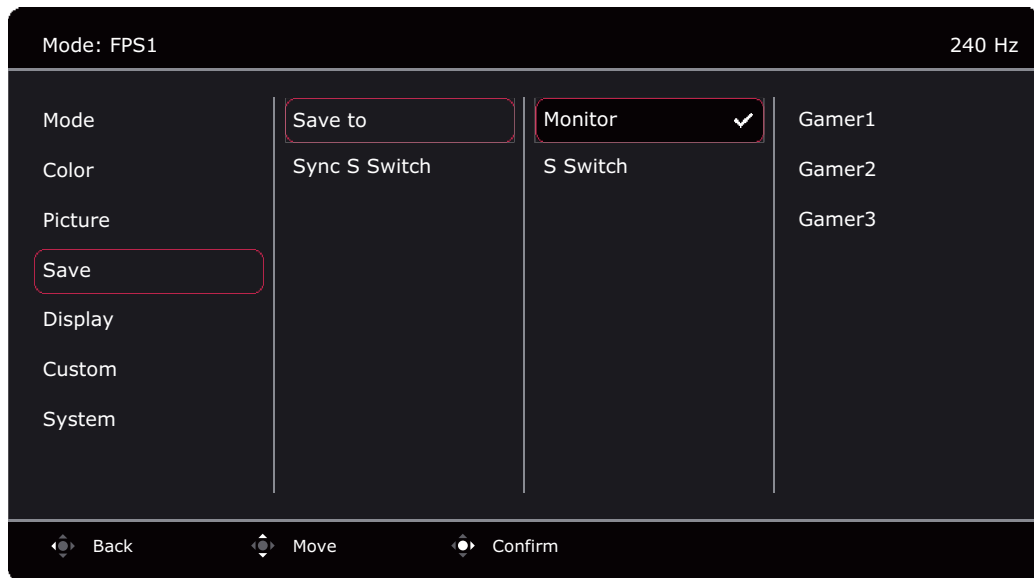 Mode: FPS1 240 Hz
Mode
Color
Picture
Save
Display
Custom
System
Save to
Sync S Switch
Monitor
S Switch
Gamer1
Gamer2
Gamer3
Back Move Confirm